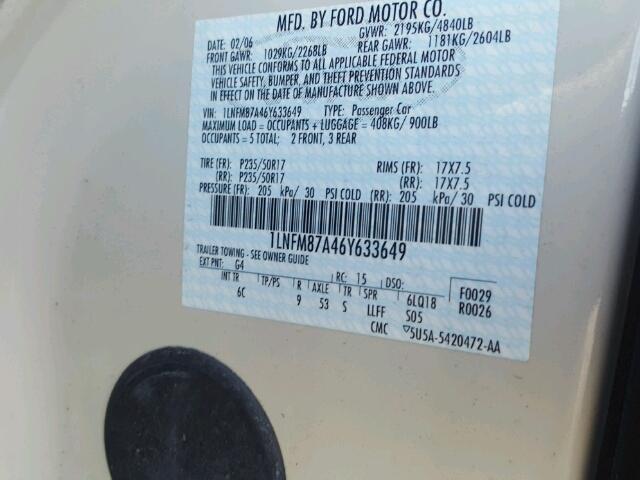 MFD. BY FORD MOTOR CO.
DATE: 02/06 GVWR: 2195KG/4840LB
FRONT GAWR: 1029KG/2268LB REAR GAWR: 1181KG/2604LB
THIS VEHICLE CONFORMS TO ALL APPLICABLE FEDERAL MOTOR
VEHICLE SAFETY, BUMPER, AND THEFT PREVENTION STANDARDS
IN EFFECT ON THE DATE OF MANUFACTURE SHOWN ABOVE.
VIN: 1LNFM87A46Y633649 TYPE: Passenger Car
MAXIMUM LOAD = OCCUPANTS + LUGGAGE = 408KG/ 900LB
OCCUPANTS: 5 TOTAL: 2 FRONT, 3 REAR
TIRE (FR): P235/50R17 RIMS (FR): 17X7.5
(RR): P235/50R17 (RR): 17X7.5
PRESSURE (FR): 205 kPa/ 30 PSI COLD (RR): 205 kPa/ 30 PSI COLD
1LNFM87A46Y633649
TRAILER TOWING - SEE OWNER GUIDE
EXT PNT: G4 RC: 15 DSO:
INT TR TP/PS R AXLE TR SPR 6LQ18 F0029
6C 9 53 S LLFF S05 R0026
CMC 5U5A-5420472-AA